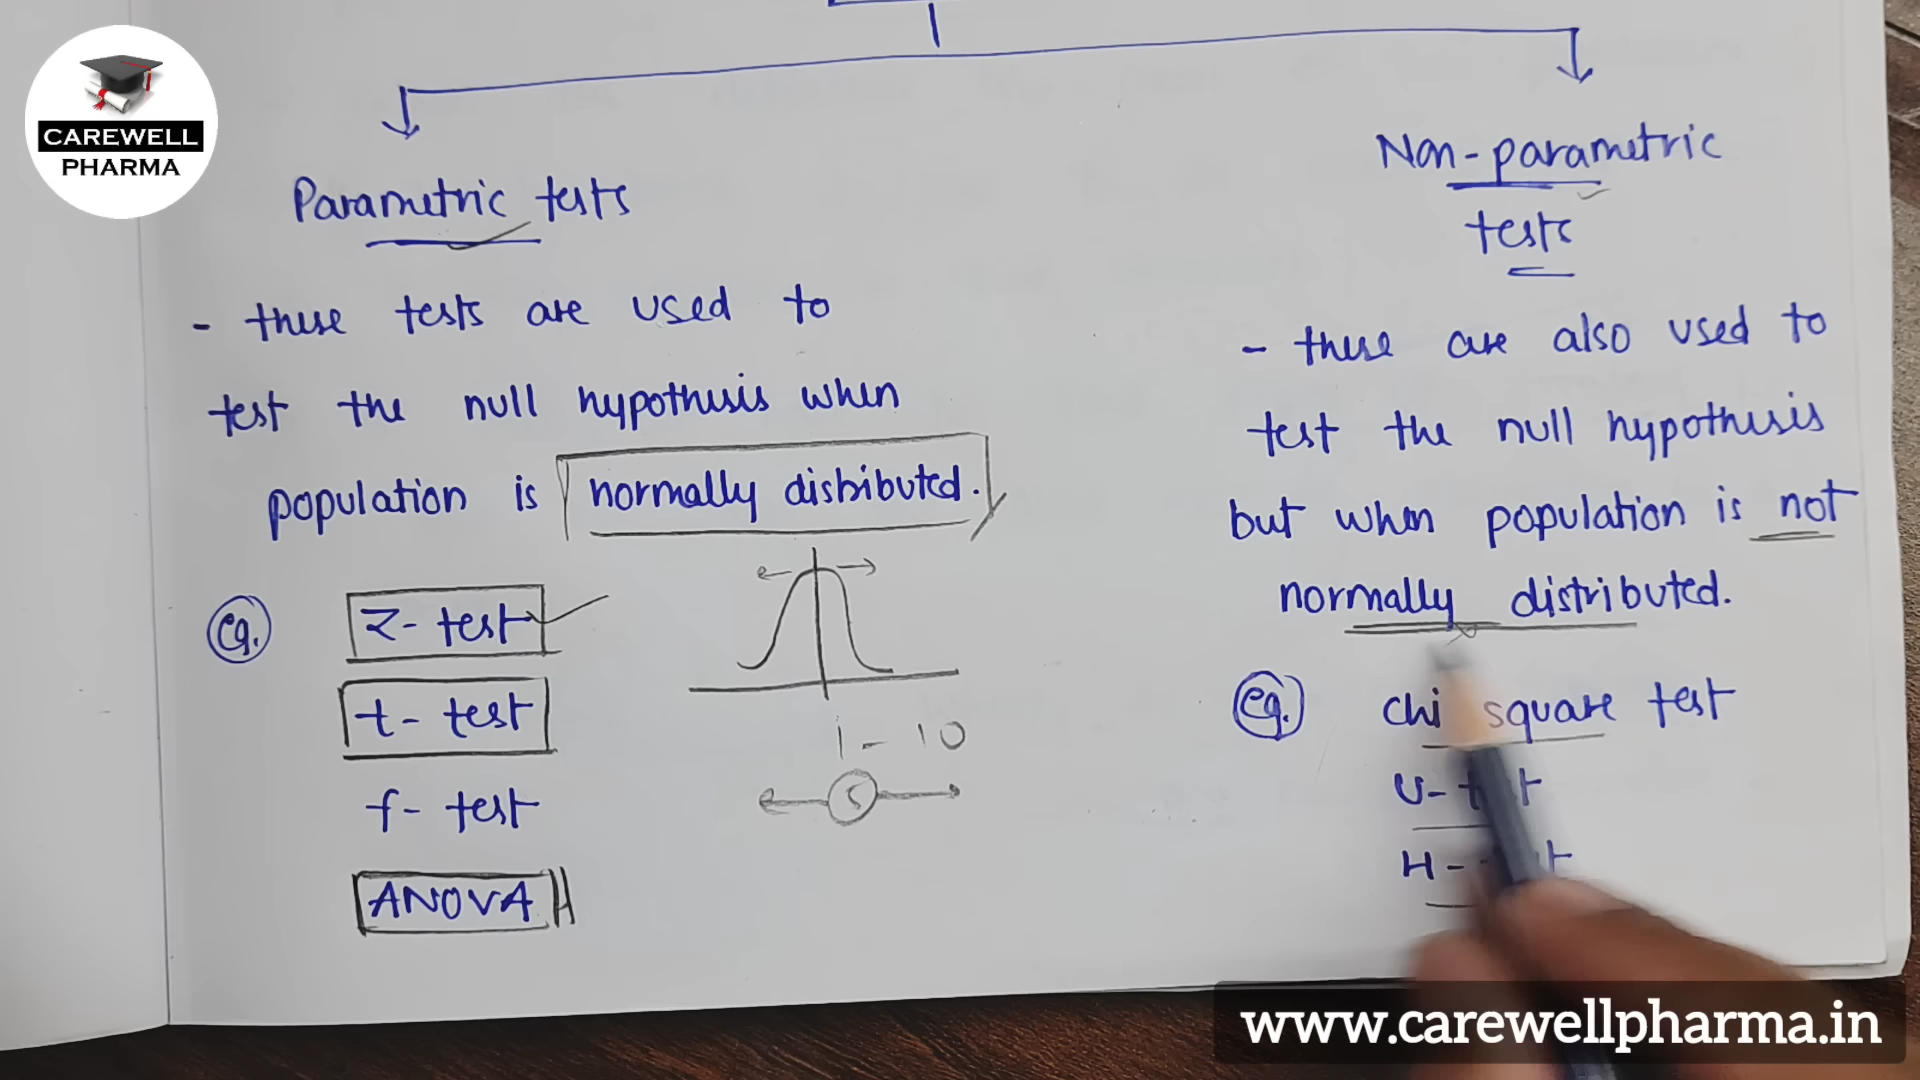 CAREWELL
PHARMA
Parametric tests
- these tests are used to
test the null hypothesis when
population is normally distributed.
eg. Z- test
t- test
f- test
ANOVA
1 - 10
5
Non-parametric
tests
- these are also used to
test the null hypothesis
but when population is not
normally distributed.
eg. chi square test
U- test
H- test
www.carewellpharma.in